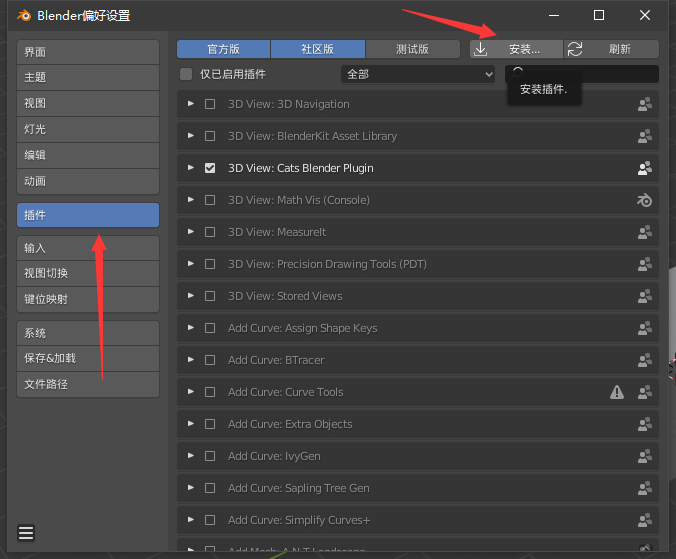 Blender偏好设置
界面
主题
视图
灯光
编辑
动画
插件
输入
视图切换
键位映射
系统
保存&加载
文件路径
官方版 社区版 测试版 安装... 刷新
仅已启用插件 全部
安装插件.
3D View: 3D Navigation
3D View: BlenderKit Asset Library
3D View: Cats Blender Plugin
3D View: Math Vis (Console)
3D View: MeasureIt
3D View: Precision Drawing Tools (PDT)
3D View: Stored Views
Add Curve: Assign Shape Keys
Add Curve: BTracer
Add Curve: Curve Tools
Add Curve: Extra Objects
Add Curve: IvyGen
Add Curve: Sapling Tree Gen
Add Curve: Simplify Curves+
Add Mesh: A.N.T.Landscape